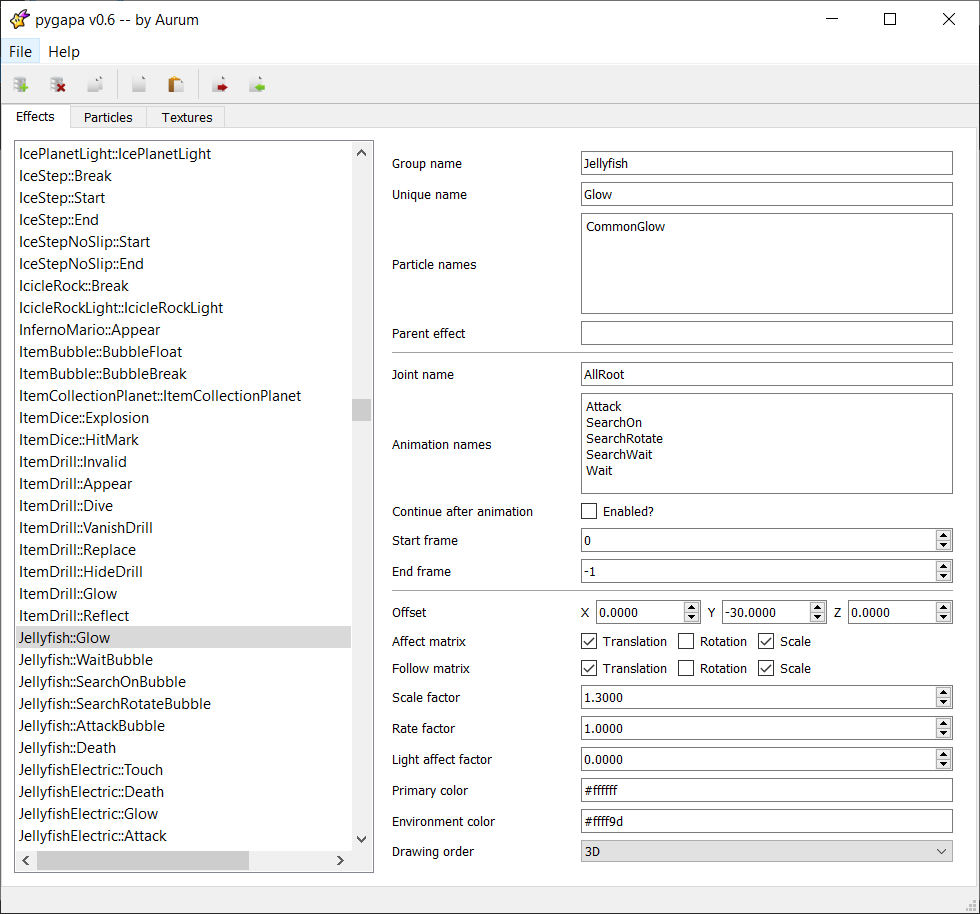 pygapa v0.6 -- by Aurum
File Help
Effects Particles Textures
IcePlanetLight::IcePlanetLight
IceStep::Break
IceStep::Start
IceStep::End
IceStepNoSlip::Start
IceStepNoSlip::End
IcicleRock::Break
IcicleRockLight::IcicleRockLight
InfernoMario::Appear
ItemBubble::BubbleFloat
ItemBubble::BubbleBreak
ItemCollectionPlanet::ItemCollectionPlanet
ItemDice::Explosion
ItemDice::HitMark
ItemDrill::Invalid
ItemDrill::Appear
ItemDrill::Dive
ItemDrill::VanishDrill
ItemDrill::Replace
ItemDrill::HideDrill
ItemDrill::Glow
ItemDrill::Reflect
Jellyfish::Glow
Jellyfish::WaitBubble
Jellyfish::SearchOnBubble
Jellyfish::SearchRotateBubble
Jellyfish::AttackBubble
Jellyfish::Death
JellyfishElectric::Touch
JellyfishElectric::Death
JellyfishElectric::Glow
JellyfishElectric::Attack
Group name Jellyfish
Unique name Glow
Particle names CommonGlow
Parent effect
Joint name AllRoot
Animation names
Attack
SearchOn
SearchRotate
SearchWait
Wait
Continue after animation Enabled?
Start frame 0
End frame -1
Offset X 0.0000 Y -30.0000 Z 0.0000
Affect matrix Translation Rotation Scale
Follow matrix Translation Rotation Scale
Scale factor 1.3000
Rate factor 1.0000
Light affect factor 0.0000
Primary color #ffffff
Environment color #ffff9d
Drawing order 3D